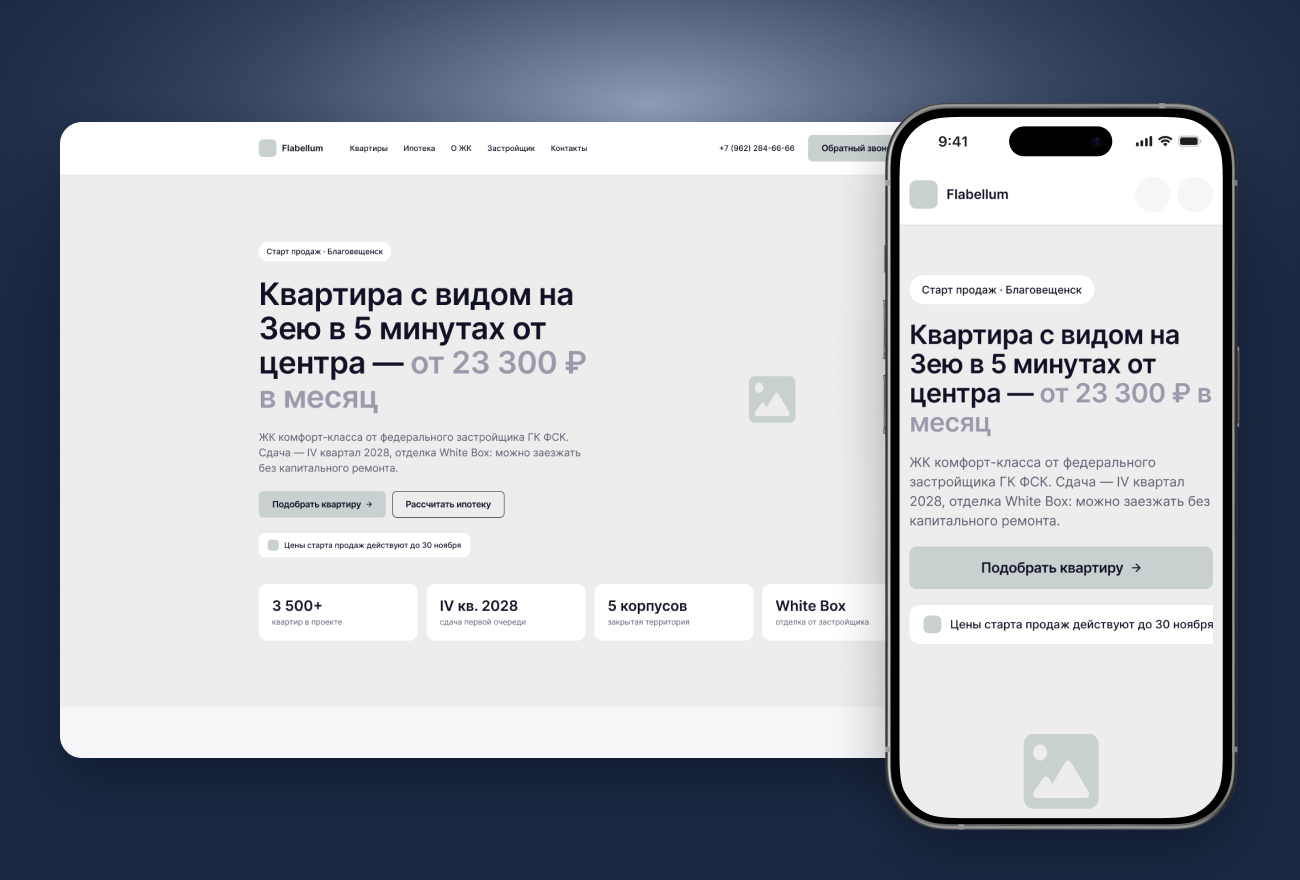 Flabellum
Квартиры
Ипотека
О ЖК
Застройщик
Контакты
+7 (962) 284-66-66
Обратный
Старт продаж · Благовещенск
Квартира с видом на
Зею в 5 минутах от
центра — от 23 300 ₽
в месяц
ЖК комфорт-класса от федерального застройщика ГК ФСК.
Сдача — IV квартал 2028, отделка White Box: можно заезжать
без капитального ремонта.
Подобрать квартиру →
Рассчитать ипотеку
Цены старта продаж действуют до 30 ноября
3 500+
квартир в проекте
IV кв. 2028
сдача первой очереди
5 корпусов
закрытая территория
White Box
отделка от застройщика
9:41
Flabellum
Старт продаж · Благовещенск
Квартира с видом на
Зею в 5 минутах от
центра — от 23 300 ₽ в
месяц
ЖК комфорт-класса от федерального
застройщика ГК ФСК. Сдача — IV квартал
2028, отделка White Box: можно заезжать без
капитального ремонта.
Подобрать квартиру →
Цены старта продаж действуют до 30 ноября